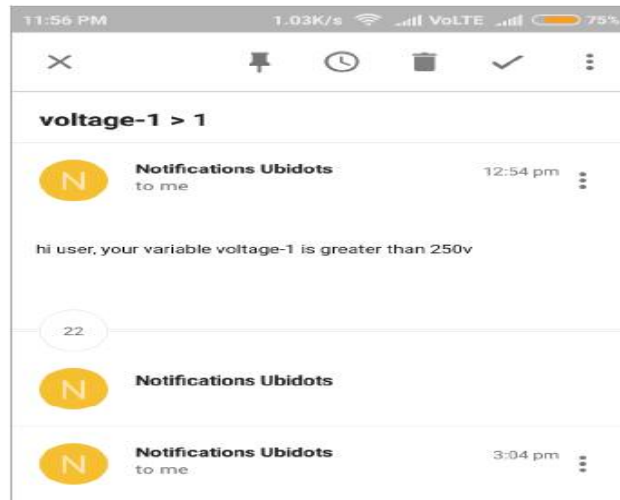 11:56 PM 1.03K/s VoLTE 75%
voltage-1 > 1
N Notifications Ubidots 12:54 pm
to me
hi user, your variable voltage-1 is greater than 250v
22
N Notifications Ubidots
N Notifications Ubidots 3:04 pm
to me